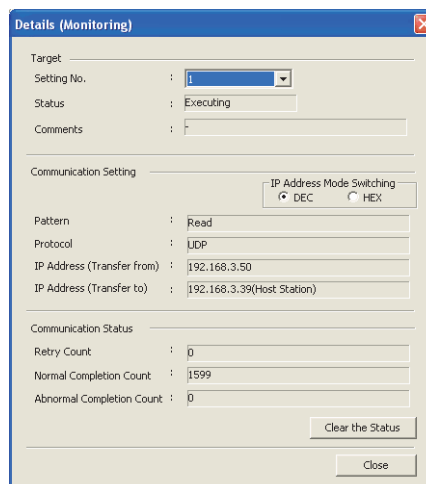 Details (Monitoring)
Target
Setting No. : 1
Status : Executing
Comments : -
Communication Setting
IP Address Mode Switching
DEC HEX
Pattern : Read
Protocol : UDP
IP Address (Transfer from) : 192.168.3.50
IP Address (Transfer to) : 192.168.3.39(Host Station)
Communication Status
Retry Count : 0
Normal Completion Count : 1599
Abnormal Completion Count : 0
Clear the Status
Close